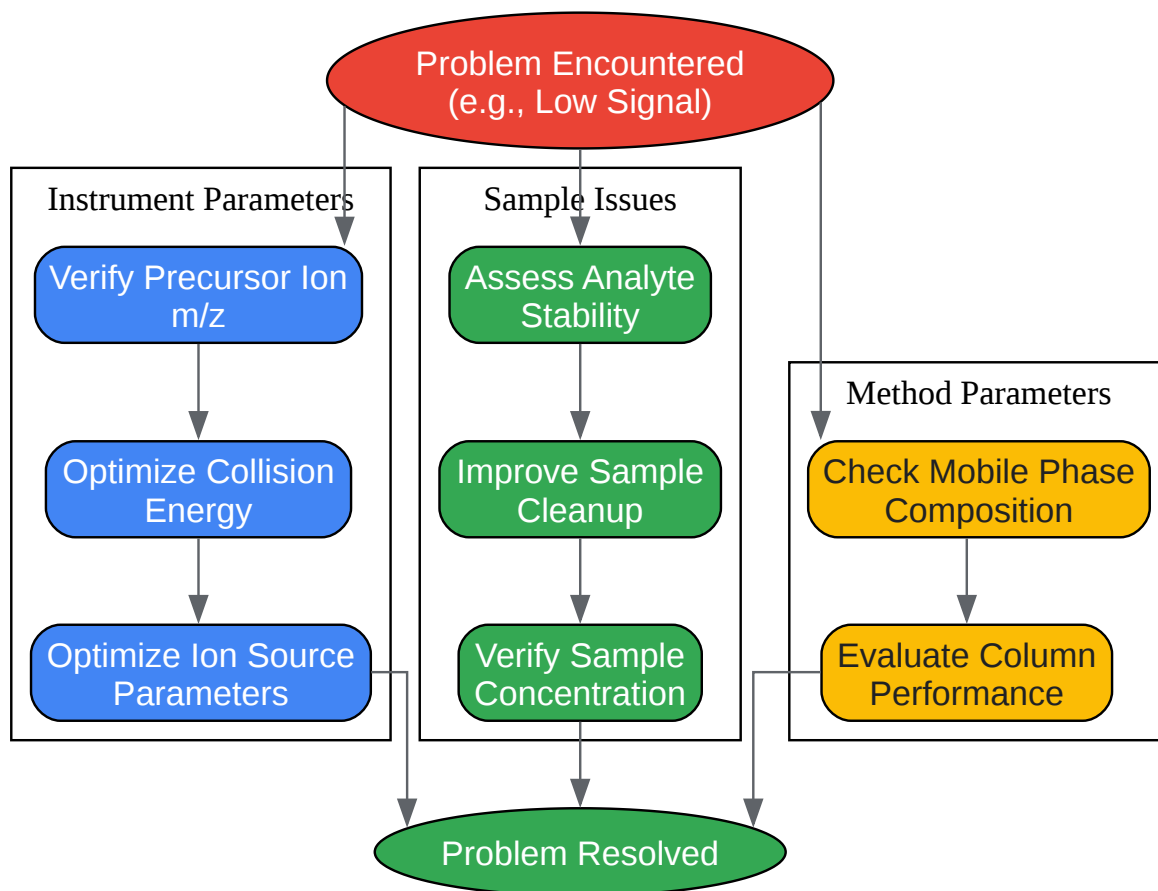 Problem Encountered
(e.g., Low Signal)
Instrument Parameters
Verify Precursor Ion
m/z
Optimize Collision
Energy
Optimize Ion Source
Parameters
Sample Issues
Assess Analyte
Stability
Improve Sample
Cleanup
Verify Sample
Concentration
Method Parameters
Check Mobile Phase
Composition
Evaluate Column
Performance
Problem Resolved